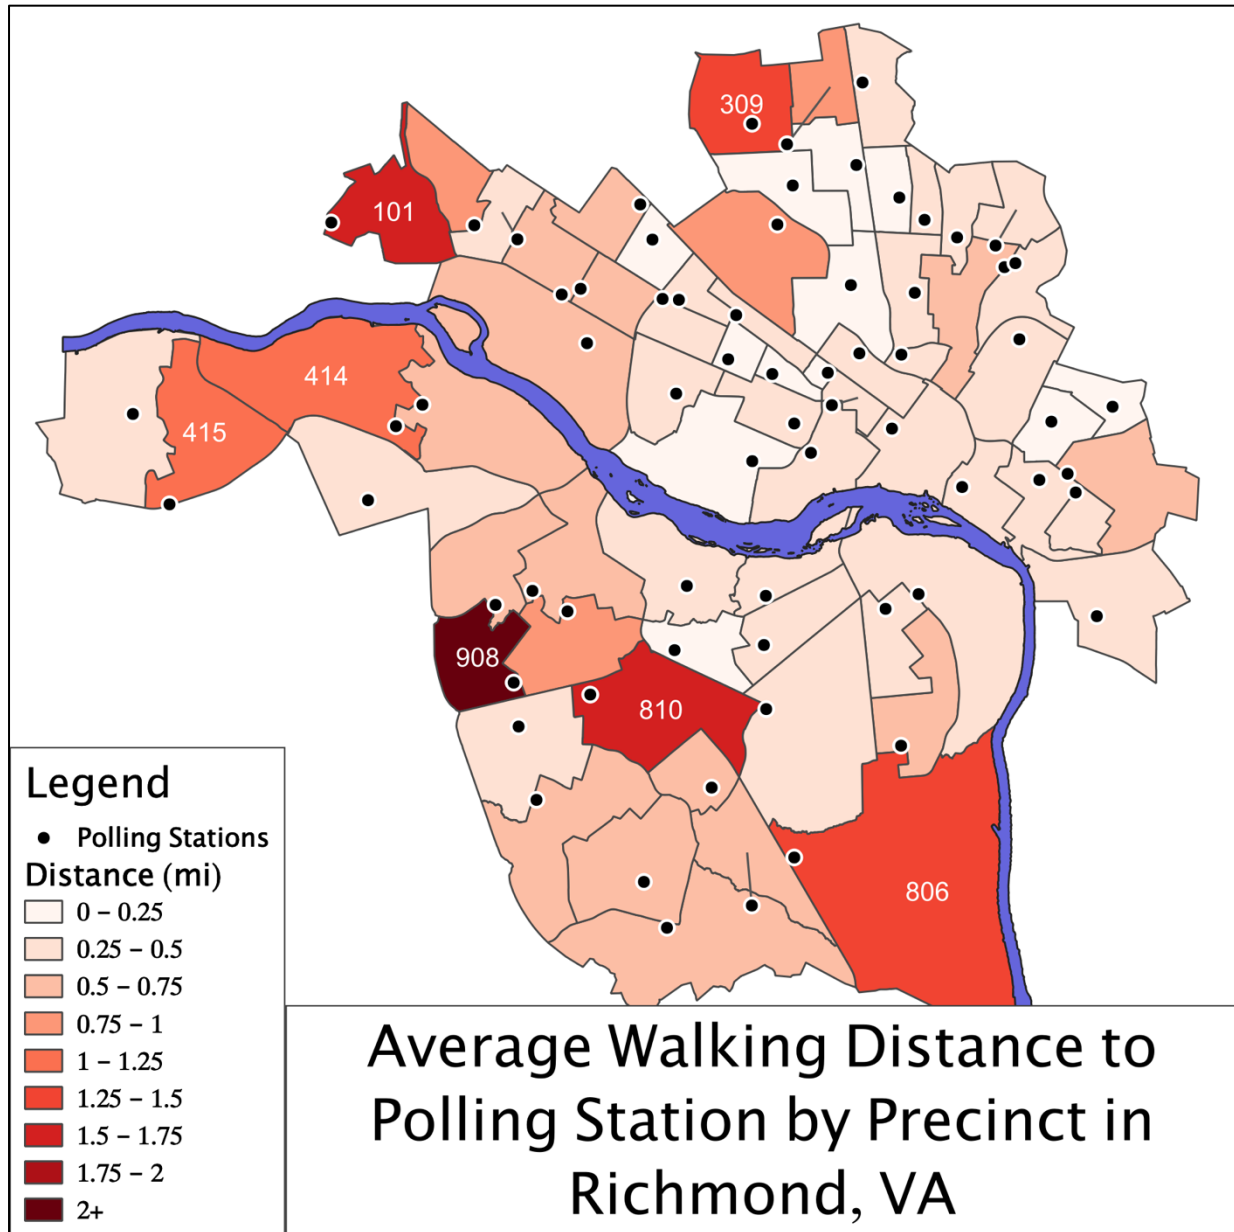 309
101
414
415
908
810
806
Legend
Polling Stations
Distance (mi)
0 – 0.25
0.25 – 0.5
0.5 – 0.75
0.75 – 1
1 – 1.25
1.25 – 1.5
1.5 – 1.75
1.75 – 2
2+
Average Walking Distance to
Polling Station by Precinct in
Richmond, VA